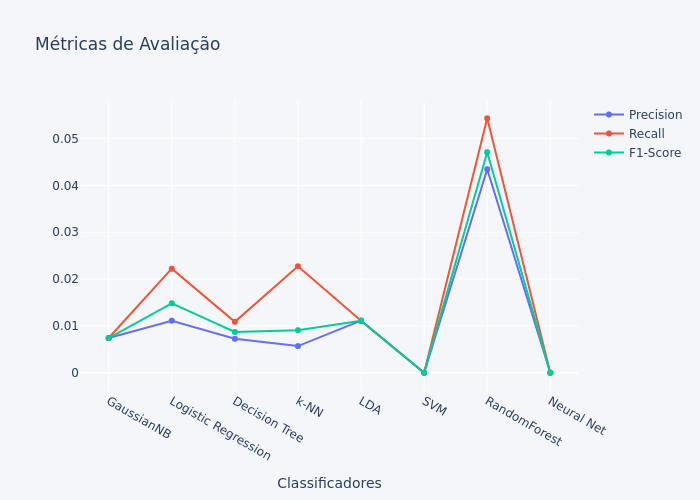 Métricas de Avaliação
Precision
Recall
F1-Score
0.05
0.04
0.03
0.02
0.01
0
GaussianNB
Logistic Regression
Decision Tree
k-NN
LDA
SVM
RandomForest
Neural Net
Classificadores